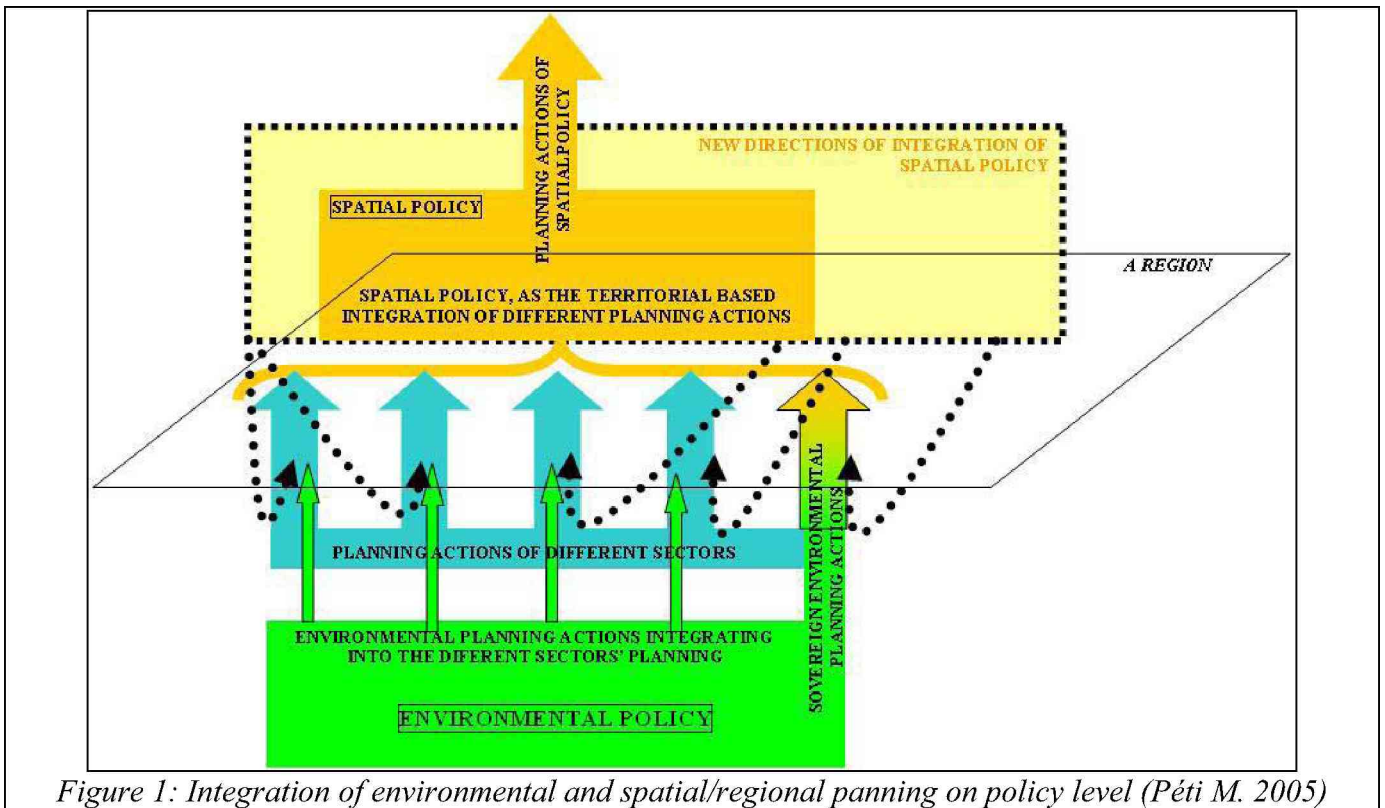 PLANNING ACTIONS OF
SPATIAL POLICY
NEW DIRECTIONS OF INTEGRATION OF
SPATIAL POLICY
SPATIAL POLICY
A REGION
SPATIAL POLICY, AS THE TERRITORIAL BASED
INTEGRATION OF DIFFERENT PLANNING ACTIONS
PLANNING ACTIONS OF DIFFERENT SECTORS
SOVEREIGN ENVIRONMENTAL
PLANNING ACTIONS
ENVIRONMENTAL PLANNING ACTIONS INTEGRATING
INTO THE DIFERENT SECTORS' PLANNING
ENVIRONMENTAL POLICY
Figure 1: Integration of environmental and spatial/regional panning on policy level (Péti M. 2005)